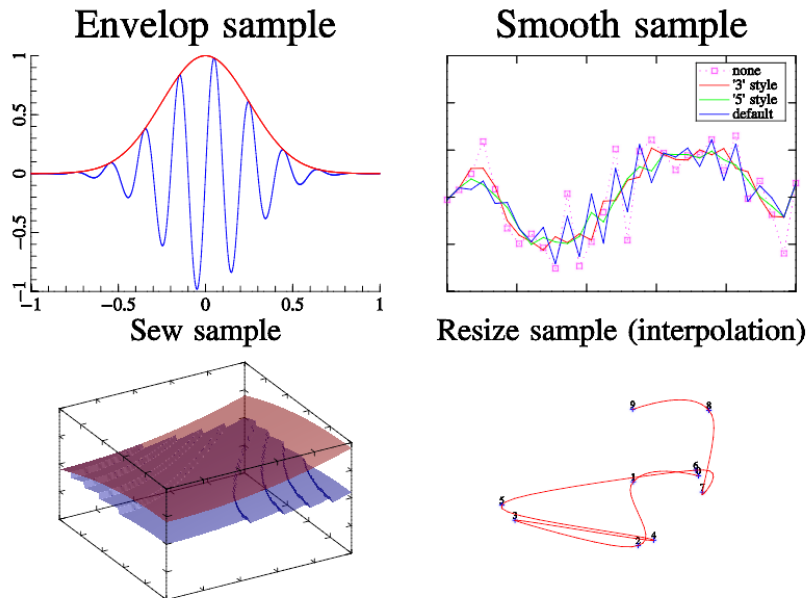 Envelop sample
1
0.5
0
−0.5
−1
−1 −0.5 0 0.5 1
Smooth sample
none
'3' style
'5' style
default
Sew sample
Resize sample (interpolation)
9 8
6
1 0
7
5
3
2 4